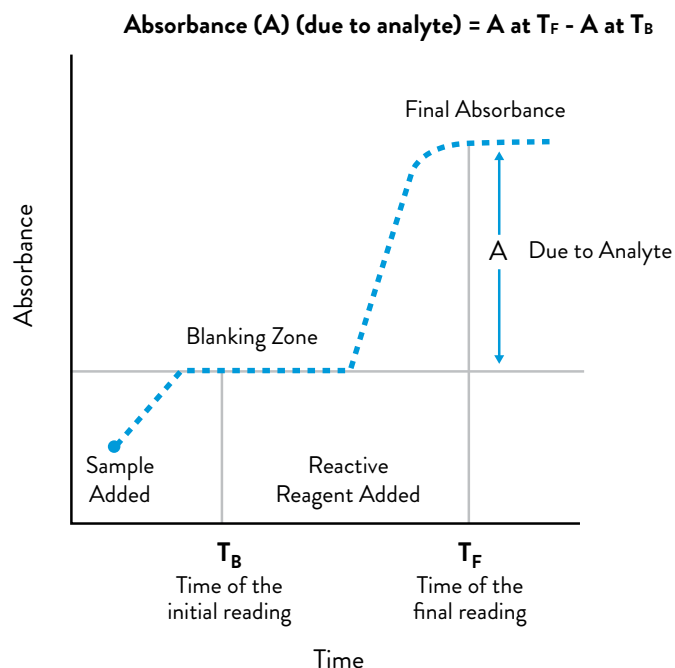 Absorbance (A) (due to analyte) = A at TF - A at TB
Final Absorbance
A Due to Analyte
Absorbance
Blanking Zone
Sample
Added
Reactive
Reagent Added
TB
Time of the
initial reading
TF
Time of the
final reading
Time